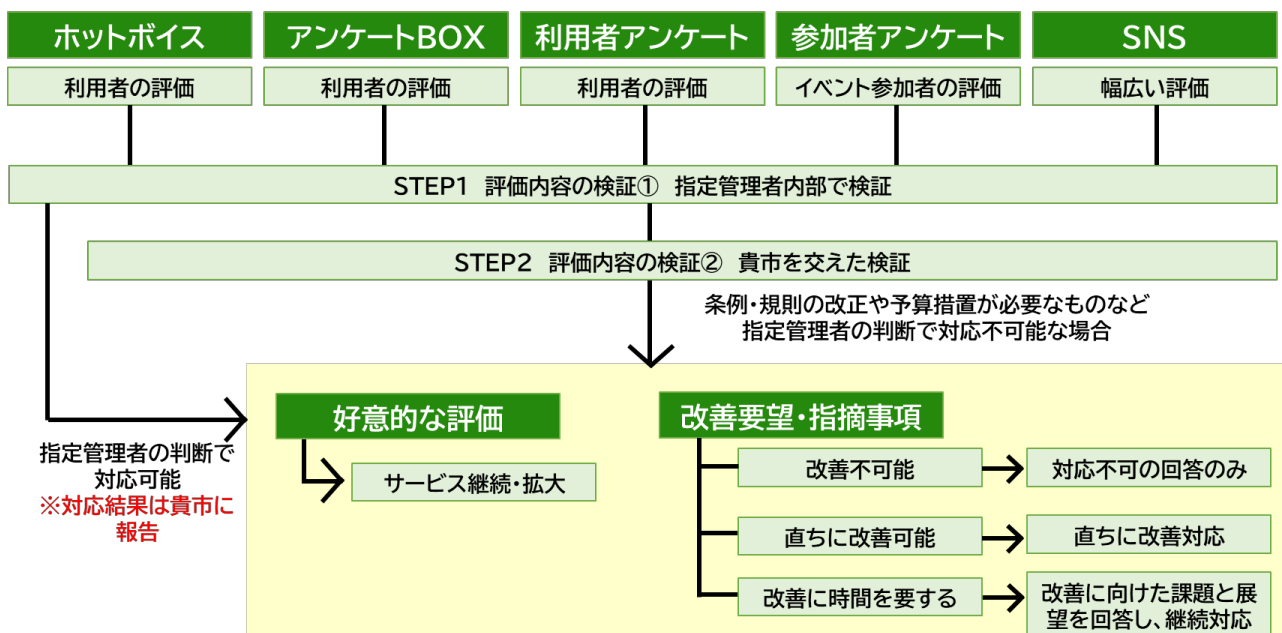 ホットボイス
アンケートBOX
利用者アンケート
参加者アンケート
SNS
利用者の評価
利用者の評価
利用者の評価
イベント参加者の評価
幅広い評価
STEP1 評価内容の検証① 指定管理者内部で検証
STEP2 評価内容の検証② 貴市を交えた検証
条例・規則の改正や予算措置が必要なものなど
指定管理者の判断で対応不可能な場合
指定管理者の判断で
対応可能
※対応結果は貴市に
報告
好意的な評価
サービス継続・拡大
改善要望・指摘事項
改善不可能
対応不可の回答のみ
直ちに改善可能
直ちに改善対応
改善に時間を要する
改善に向けた課題と展
望を回答し、継続対応